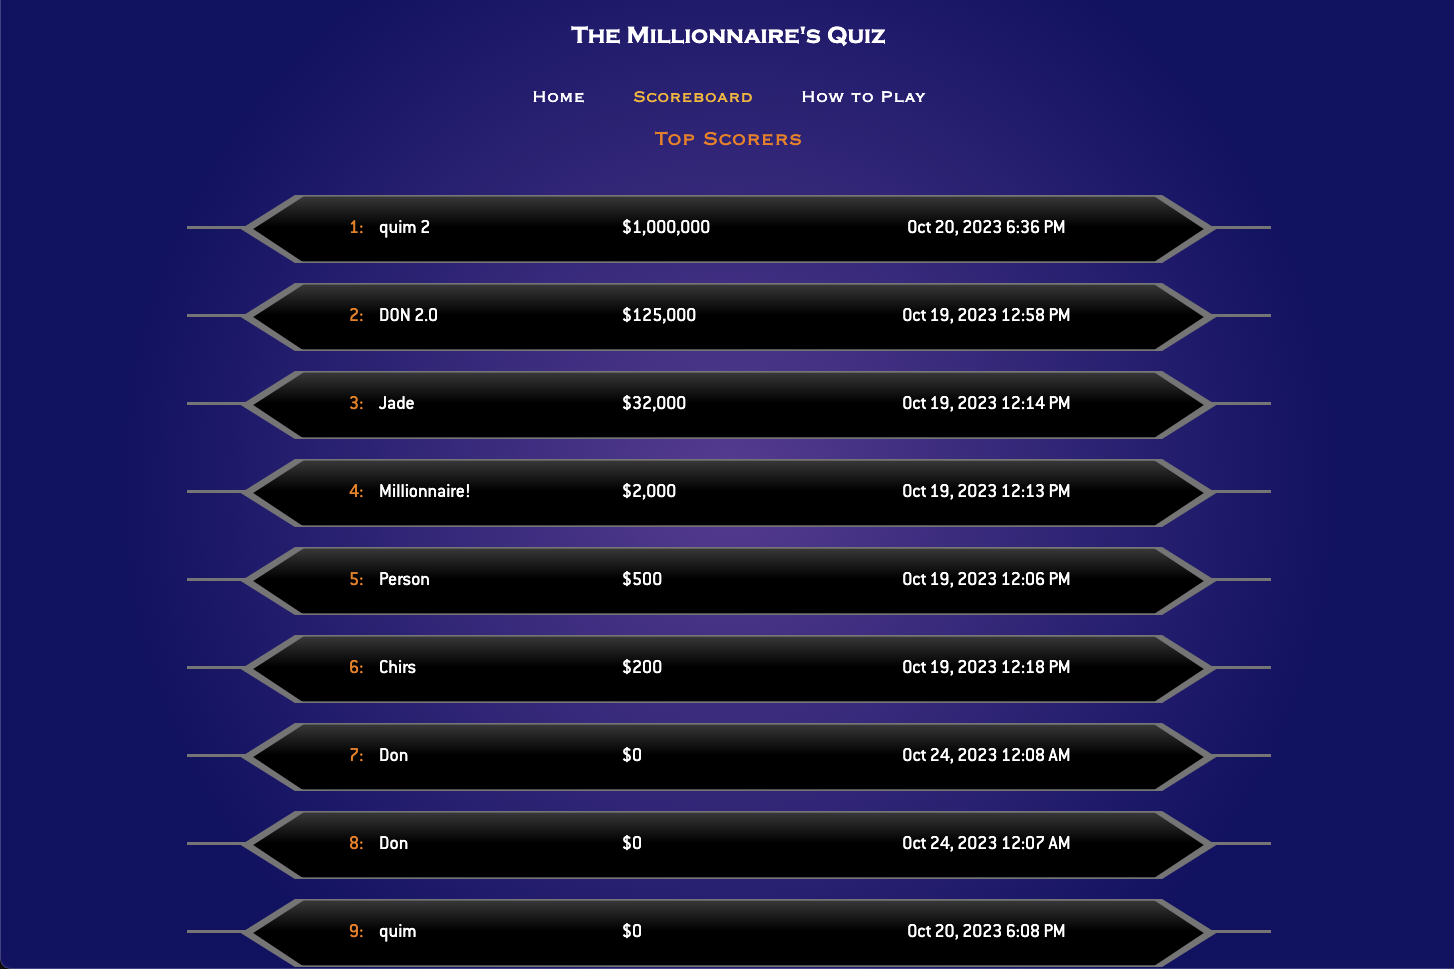 The Millionnaire's Quiz
Home Scoreboard How to Play
Top Scorers
1: quim 2 $1,000,000 Oct 20, 2023 6:36 PM
2: DON 2.0 $125,000 Oct 19, 2023 12:58 PM
3: Jade $32,000 Oct 19, 2023 12:14 PM
4: Millionnaire! $2,000 Oct 19, 2023 12:13 PM
5: Person $500 Oct 19, 2023 12:06 PM
6: Chirs $200 Oct 19, 2023 12:18 PM
7: Don $0 Oct 24, 2023 12:08 AM
8: Don $0 Oct 24, 2023 12:07 AM
9: quim $0 Oct 20, 2023 6:08 PM